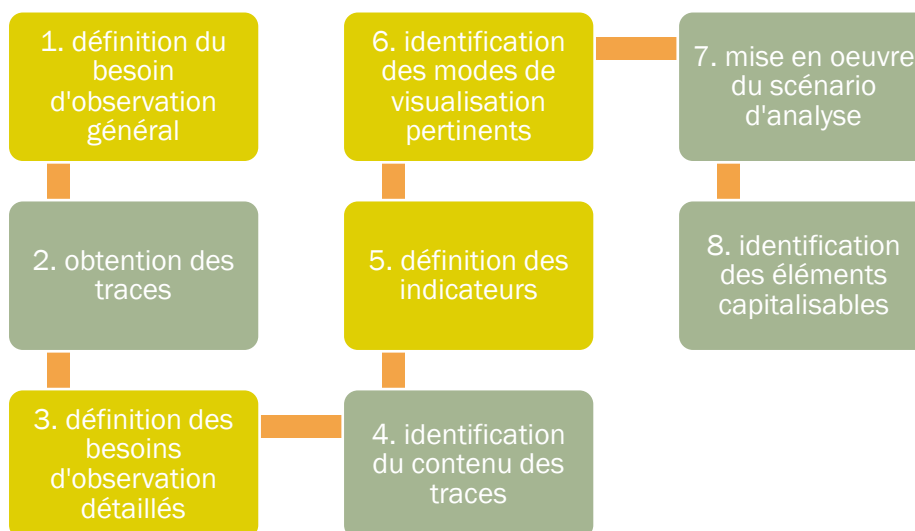 1. définition du
besoin
d'observation
général
2. obtention des
traces
3. définition des
besoins
d'observation
détaillés
4. identification
du contenu des
traces
5. définition des
indicateurs
6. identification
des modes de
visualisation
pertinents
7. mise en oeuvre
du scénario
d'analyse
8. identification
des éléments
capitalisables